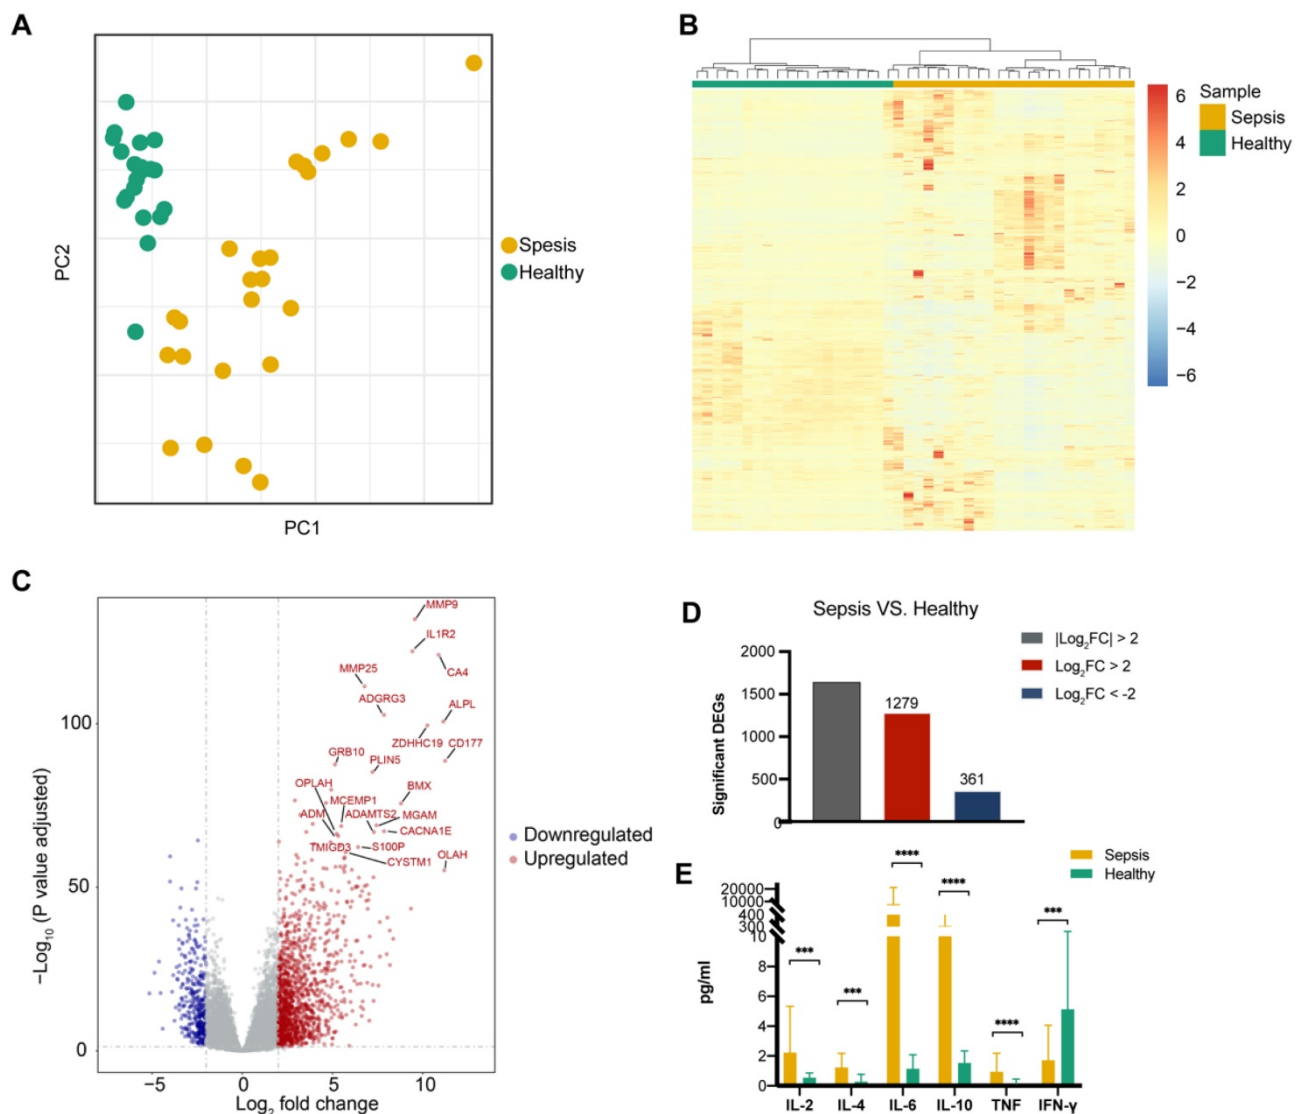 A
PC2
PC1
Spesis
Healthy
B
6
4
2
0
−2
−4
−6
Sample
Sepsis
Healthy
C
−Log10 (P value adjusted)
100
50
0
−5
0
5
10
Log2 fold change
MMP9
IL1R2
CA4
MMP25
ADGRG3
ALPL
ZDHHC19
CD177
GRB10
PLIN5
OPLAH
BMX
MCEMP1
ADM
ADAMTS2
MGAM
CACNA1E
TMIGD3
S100P
CYSTM1
OLAH
Downregulated
Upregulated
D
Sepsis VS. Healthy
Significant DEGs
2000
1500
1000
500
0
1279
361
|Log2FC| > 2
Log2FC > 2
Log2FC < -2
E
Sepsis
Healthy
pg/ml
20000
10000
400
300
10
8
6
4
2
0
***
***
****
****
****
***
IL-2
IL-4
IL-6
IL-10
TNF
IFN-γ